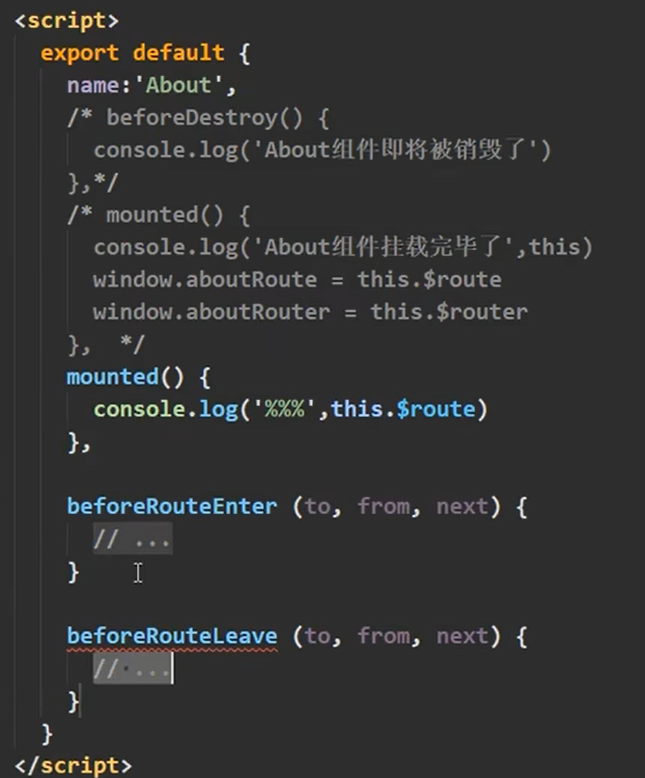 <script>
export default {
name:'About',
/* beforeDestroy() {
console.log('About组件即将被销毁了')
},*/
/* mounted() {
console.log('About组件挂载完毕了',this)
window.aboutRoute = this.$route
window.aboutRouter = this.$router
},  */
mounted() {
console.log('%%%',this.$route)
},
beforeRouteEnter (to, from, next) {
// ...
}
beforeRouteLeave (to, from, next) {
// ...
}
}
</script>